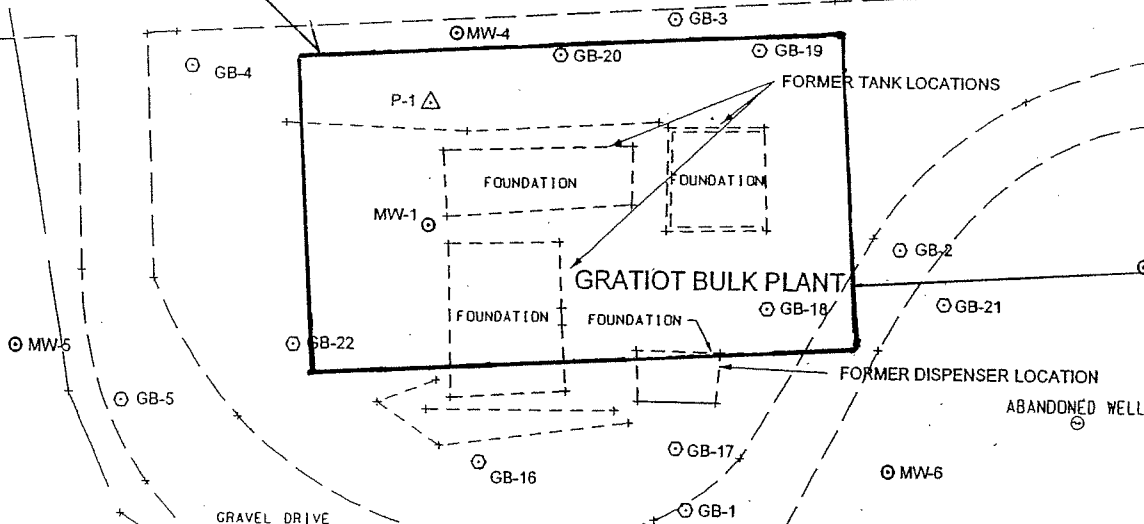 GB-3
MW-4
GB-20
GB-19
GB-4
FORMER TANK LOCATIONS
P-1
FOUNDATION
FOUNDATION
MW-1
GB-2
GRATIOT BULK PLANT
GB-18
GB-21
FOUNDATION
FOUNDATION
MW-5
GB-22
FORMER DISPENSER LOCATION
GB-5
ABANDONED WELL
GB-17
GB-16
MW-6
GB-1
GRAVEL DRIVE